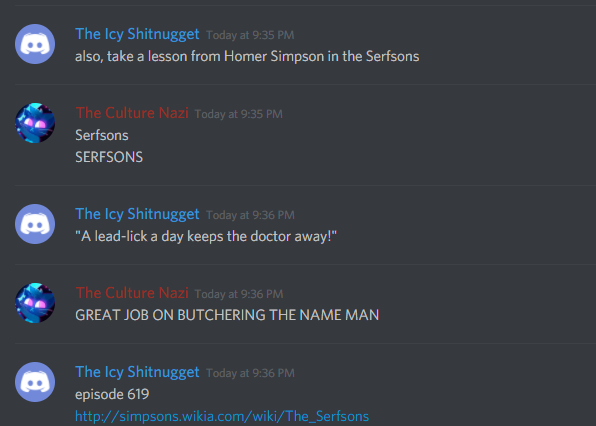 The Icy Shitnugget Today at 9:35 PM
also, take a lesson from Homer Simpson in the Serfsons
The Culture Nazi Today at 9:35 PM
Serfsons
SERFSONS
The Icy Shitnugget Today at 9:36 PM
"A lead-lick a day keeps the doctor away!"
The Culture Nazi Today at 9:36 PM
GREAT JOB ON BUTCHERING THE NAME MAN
The Icy Shitnugget Today at 9:36 PM
episode 619
http://simpsons.wikia.com/wiki/The_Serfsons